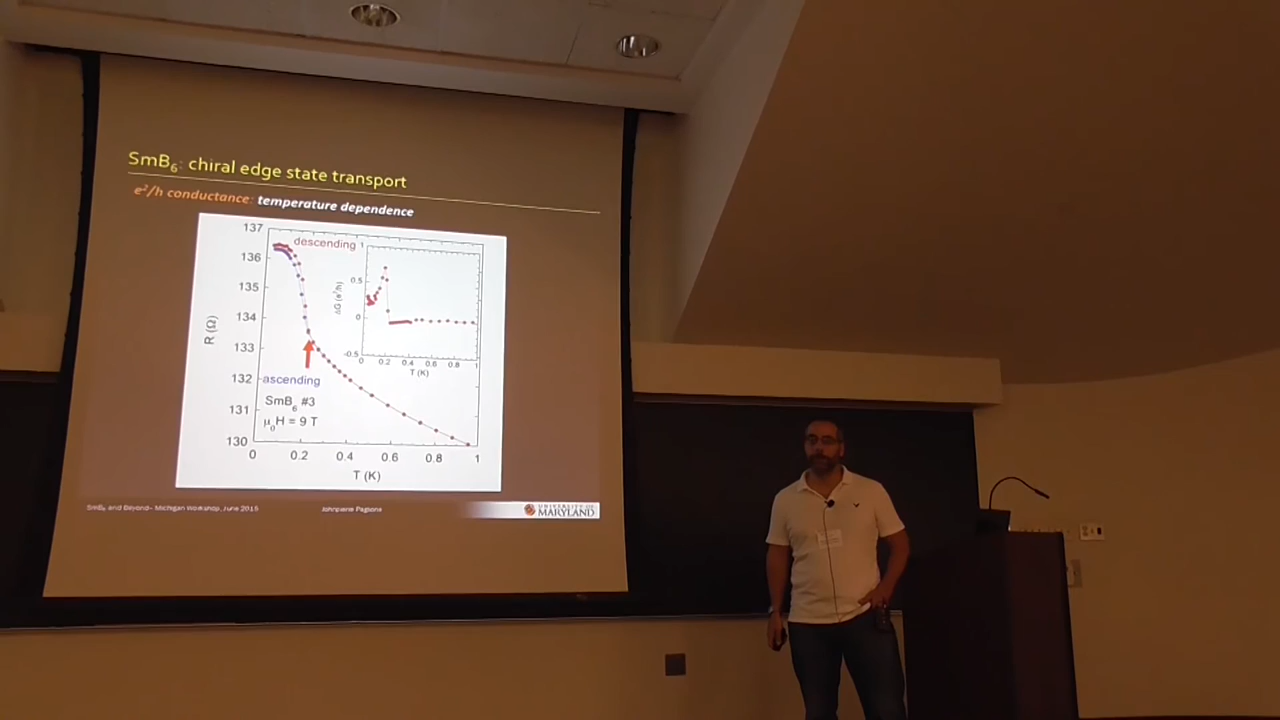 SmB6: chiral edge state transport
e2/h conductance: temperature dependence
137
136
135
134
133
132
131
130
R (Ω)
0
0.2
0.4
0.6
0.8
1
T (K)
descending
ascending
SmB6 #3
μ0H = 9 T
1
0.5
0
-0.5
ΔG (e2/h)
0
0.2
0.4
0.6
0.8
1
T (K)
SmB6 and Beyond- Michigan Workshop, June 2015
Johnpierre Paglione
UNIVERSITY OF
MARYLAND